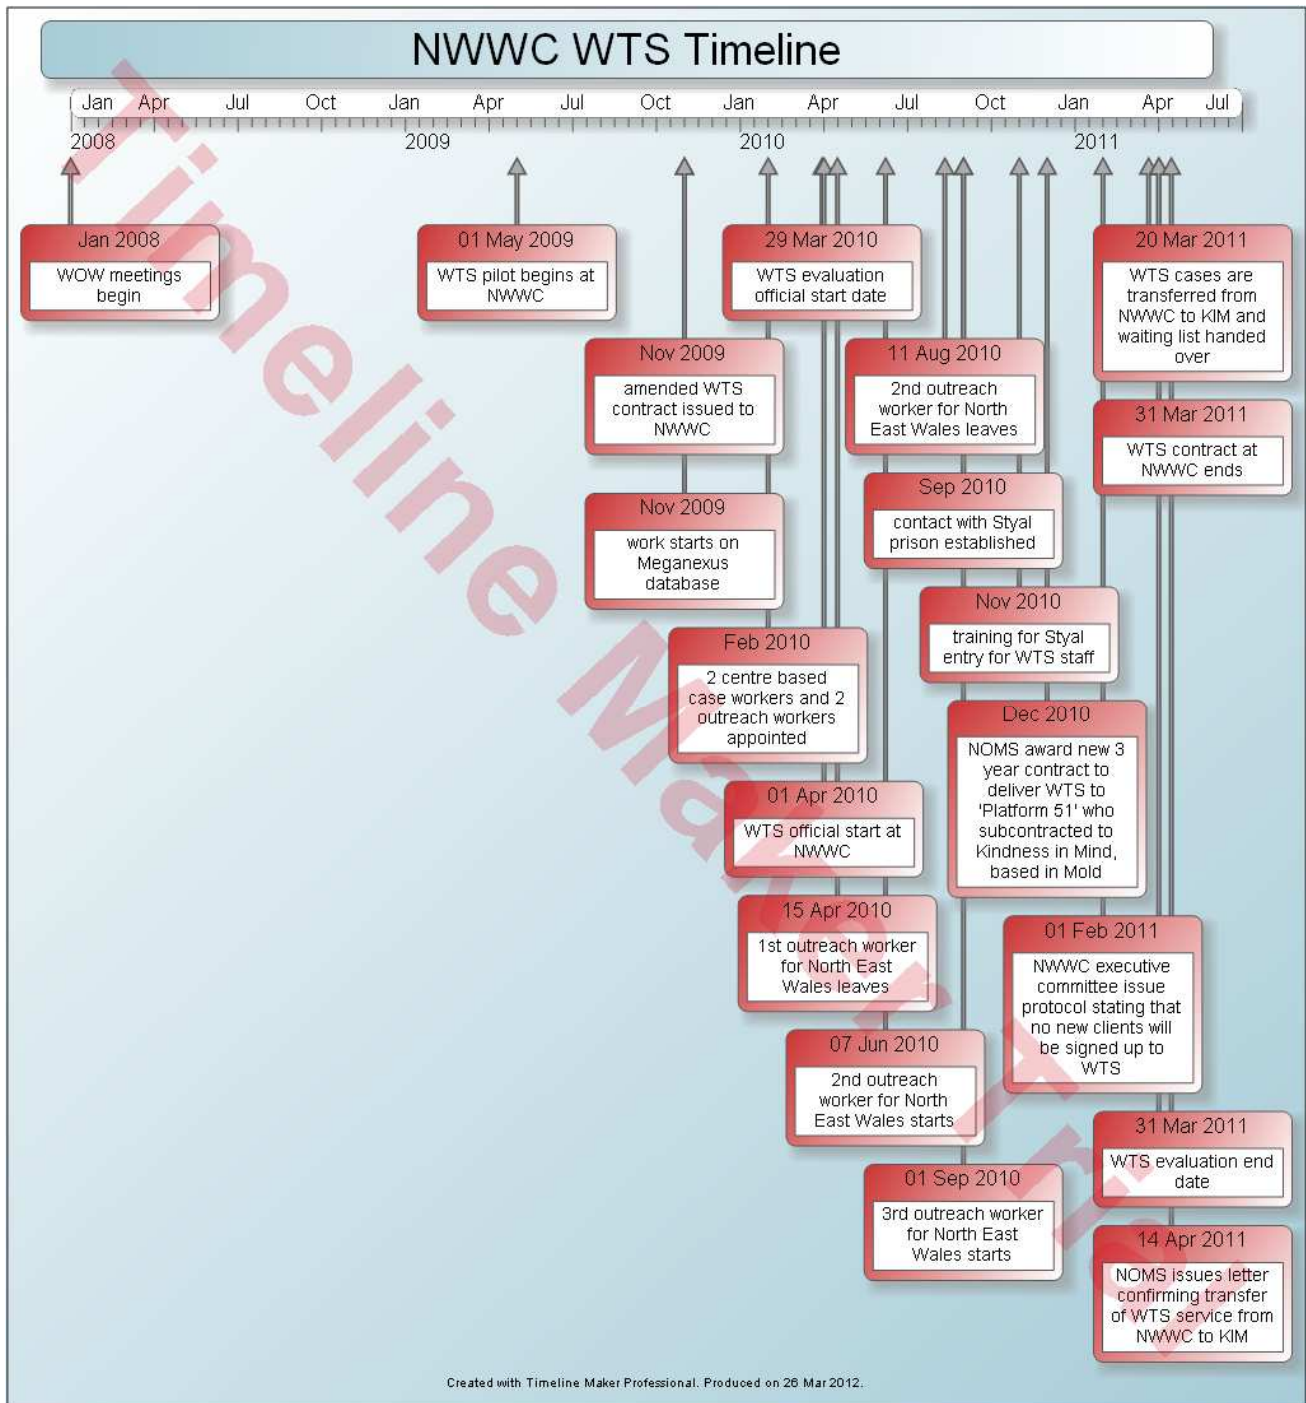 NWWC WTS Timeline
Jan Apr Jul Oct Jan Apr Jul Oct Jan Apr Jul Oct Jan Apr Jul
2008 2009 2010 2011
Jan 2008
WOW meetings
begin
01 May 2009
WTS pilot begins at
NWWC
29 Mar 2010
WTS evaluation
official start date
20 Mar 2011
WTS cases are
transferred from
NWWC to KIM and
waiting list handed
over
Nov 2009
amended WTS
contract issued to
NWWC
11 Aug 2010
2nd outreach
worker for North
East Wales leaves
31 Mar 2011
WTS contract at
NWWC ends
Sep 2010
contact with Styal
prison established
Nov 2009
work starts on
Meganexus
database
Nov 2010
training for Styal
entry for WTS staff
Feb 2010
2 centre based
case workers and 2
outreach workers
appointed
Dec 2010
NOMS award new 3
year contract to
deliver WTS to
'Platform 51' who
subcontracted to
Kindness in Mind,
based in Mold
01 Apr 2010
WTS official start at
NWWC
15 Apr 2010
1st outreach worker
for North East
Wales leaves
01 Feb 2011
NWWC executive
committee issue
protocol stating that
no new clients will
be signed up to
WTS
07 Jun 2010
2nd outreach
worker for North
East Wales starts
31 Mar 2011
WTS evaluation end
date
01 Sep 2010
3rd outreach worker
for North East
Wales starts
14 Apr 2011
NOMS issues letter
confirming transfer
of WTS service from
NWWC to KIM
Timeline Maker Trial
Created with Timeline Maker Professional. Produced on 26 Mar 2012.